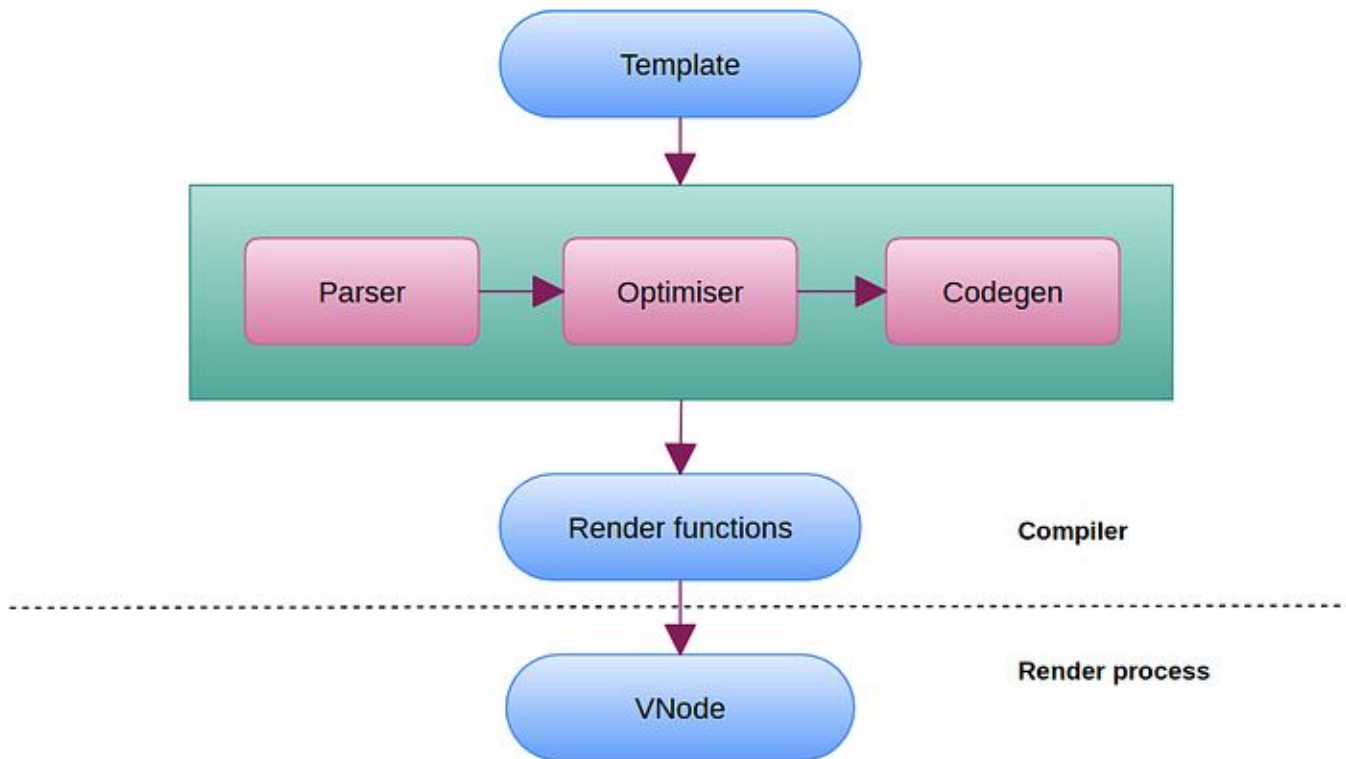 Template
Parser
Optimiser
Codegen
Render functions
Compiler
Render process
VNode